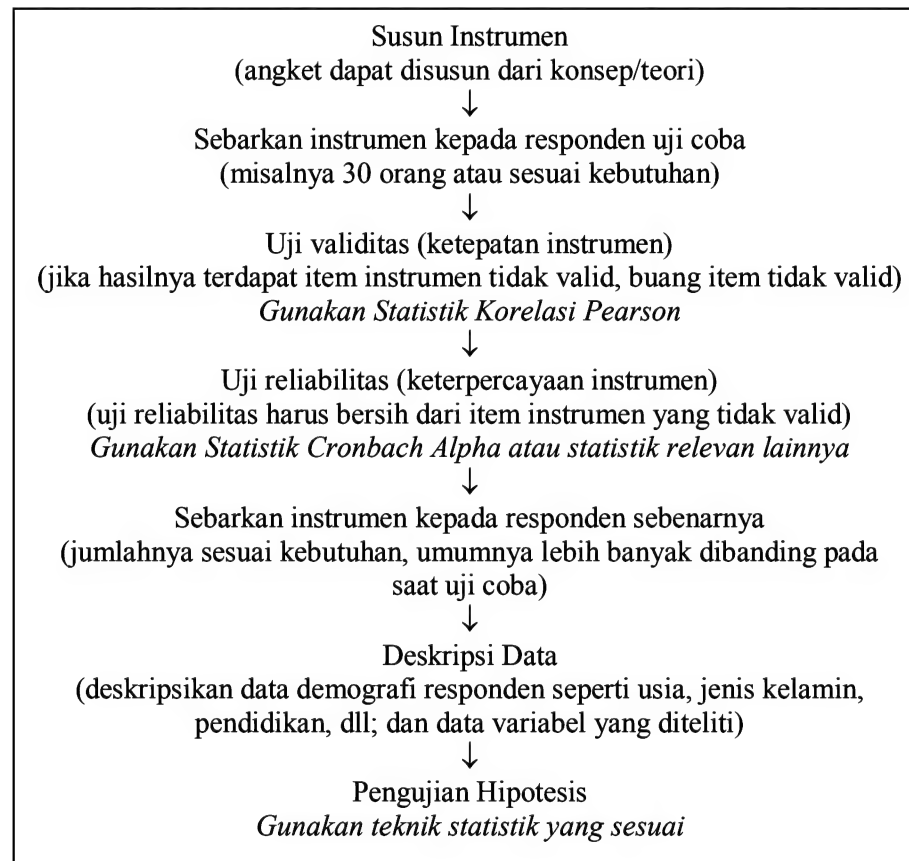 Susun Instrumen
(angket dapat disusun dari konsep/teori)
↓
Sebarkan instrumen kepada responden uji coba
(misalnya 30 orang atau sesuai kebutuhan)
↓
Uji validitas (ketepatan instrumen)
(jika hasilnya terdapat item instrumen tidak valid, buang item tidak valid)
Gunakan Statistik Korelasi Pearson
↓
Uji reliabilitas (keterpercayaan instrumen)
(uji reliabilitas harus bersih dari item instrumen yang tidak valid)
Gunakan Statistik Cronbach Alpha atau statistik relevan lainnya
↓
Sebarkan instrumen kepada responden sebenarnya
(jumlahnya sesuai kebutuhan, umumnya lebih banyak dibanding pada
saat uji coba)
↓
Deskripsi Data
(deskripsikan data demografi responden seperti usia, jenis kelamin,
pendidikan, dll; dan data variabel yang diteliti)
↓
Pengujian Hipotesis
Gunakan teknik statistik yang sesuai